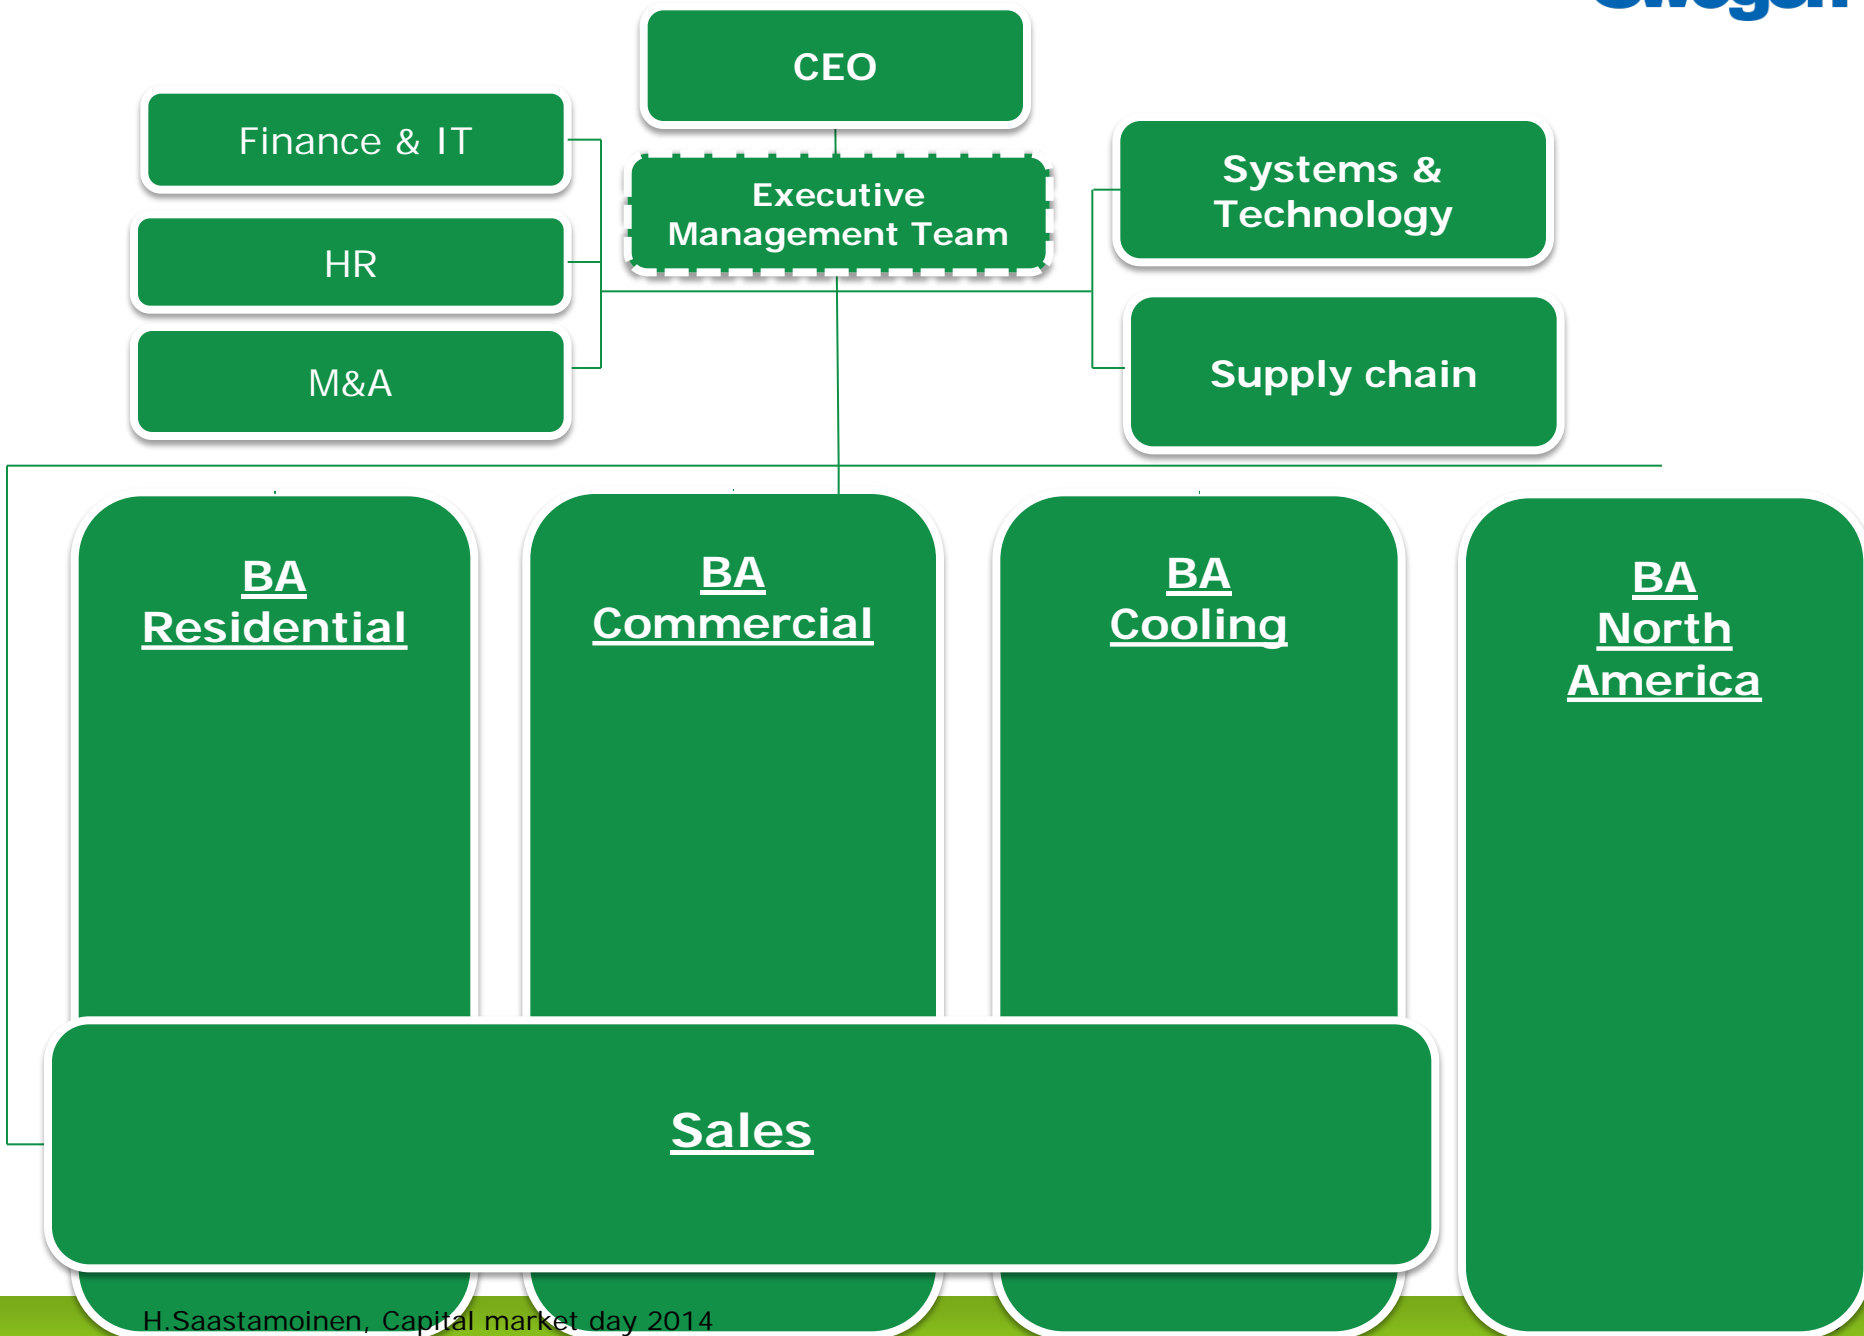 CEO
Finance & IT
Executive
Management Team
Systems &
Technology
HR
M&A
Supply chain
BA
Residential
BA
Commercial
BA
Cooling
BA
North
America
Sales
H.Saastamoinen, Capital market day 2014